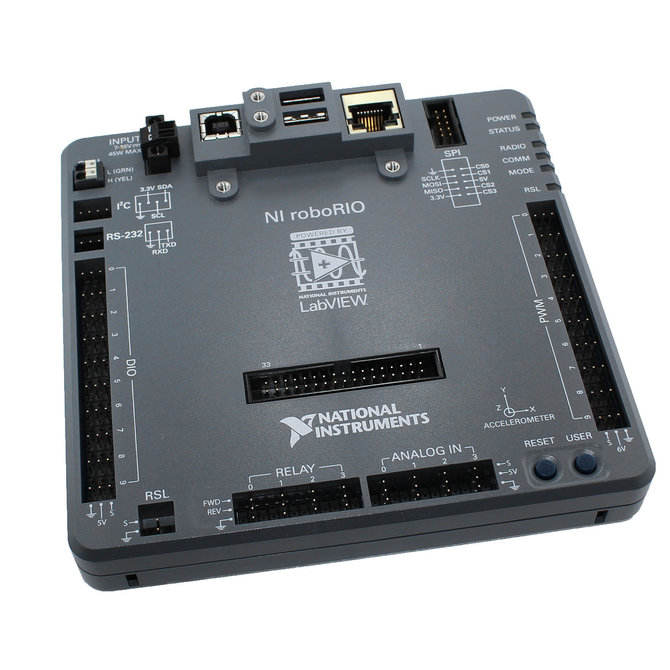 INPUT
7-16V
45W MAX
V C
L (GRN)
H (YEL)
3.3V SDA
I²C
SCL
RS-232
TXD
RXD
SPI
CS0
SCLK CS1
MOSI 5V
MISO CS2
3.3V CS3
POWER
STATUS
RADIO
COMM
MODE
RSL
NI roboRIO
POWERED BY
NATIONAL INSTRUMENTS
LabVIEW
DIO
0 1 2 3 4 5 6 7 8 9
5V S
PWM
0 1 2 3 4 5 6 7 8 9
S 6V
33 1
NATIONAL
INSTRUMENTS
Y
Z X
ACCELEROMETER
RESET USER
RSL
S
RELAY
0 1 2 3
FWD
REV
ANALOG IN
0 1 2 3
S
5V